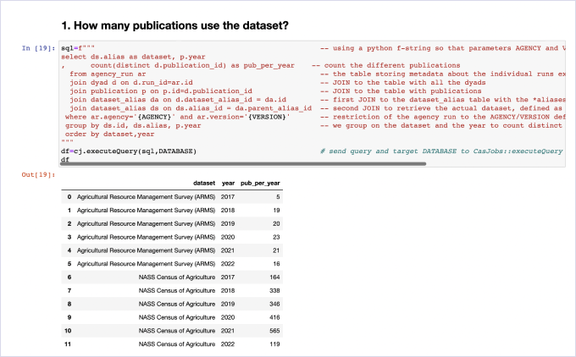 1. How many publications use the dataset?
In [19]: sql=f""" -- using a python f-string so that parameters AGENCY and V
select ds.alias as dataset, p.year
, count(distinct d.publication_id) as pub_per_year -- count the different publications
from agency_run ar -- the table storing metadata about the individual runs ex
join dyad d on d.run_id=ar.id -- JOIN to the table with all the dyads
join publication p on p.id=d.publication_id -- JOIN to the table with publications
join dataset_alias da on d.dataset_alias_id = da.id -- first JOIN to the dataset_alias table with the *aliases
join dataset_alias ds on ds.alias_id = da.parent_alias_id -- second JOIN to retrieve the actual dataset, defined as
where ar.agency='{AGENCY}' and ar.version='{VERSION}' -- restriction of the agency run to the AGENCY/VERSION def
group by ds.id, ds.alias, p.year -- we group on the dataset and the year to count distinct
order by dataset,year
"""
df=cj.executeQuery(sql,DATABASE) # send query and target DATABASE to CasJobs::executeQuery
df
Out[19]:
dataset year pub_per_year
0 Agricultural Resource Management Survey (ARMS) 2017 5
1 Agricultural Resource Management Survey (ARMS) 2018 19
2 Agricultural Resource Management Survey (ARMS) 2019 20
3 Agricultural Resource Management Survey (ARMS) 2020 23
4 Agricultural Resource Management Survey (ARMS) 2021 21
5 Agricultural Resource Management Survey (ARMS) 2022 16
6 NASS Census of Agriculture 2017 164
7 NASS Census of Agriculture 2018 338
8 NASS Census of Agriculture 2019 346
9 NASS Census of Agriculture 2020 416
10 NASS Census of Agriculture 2021 565
11 NASS Census of Agriculture 2022 119